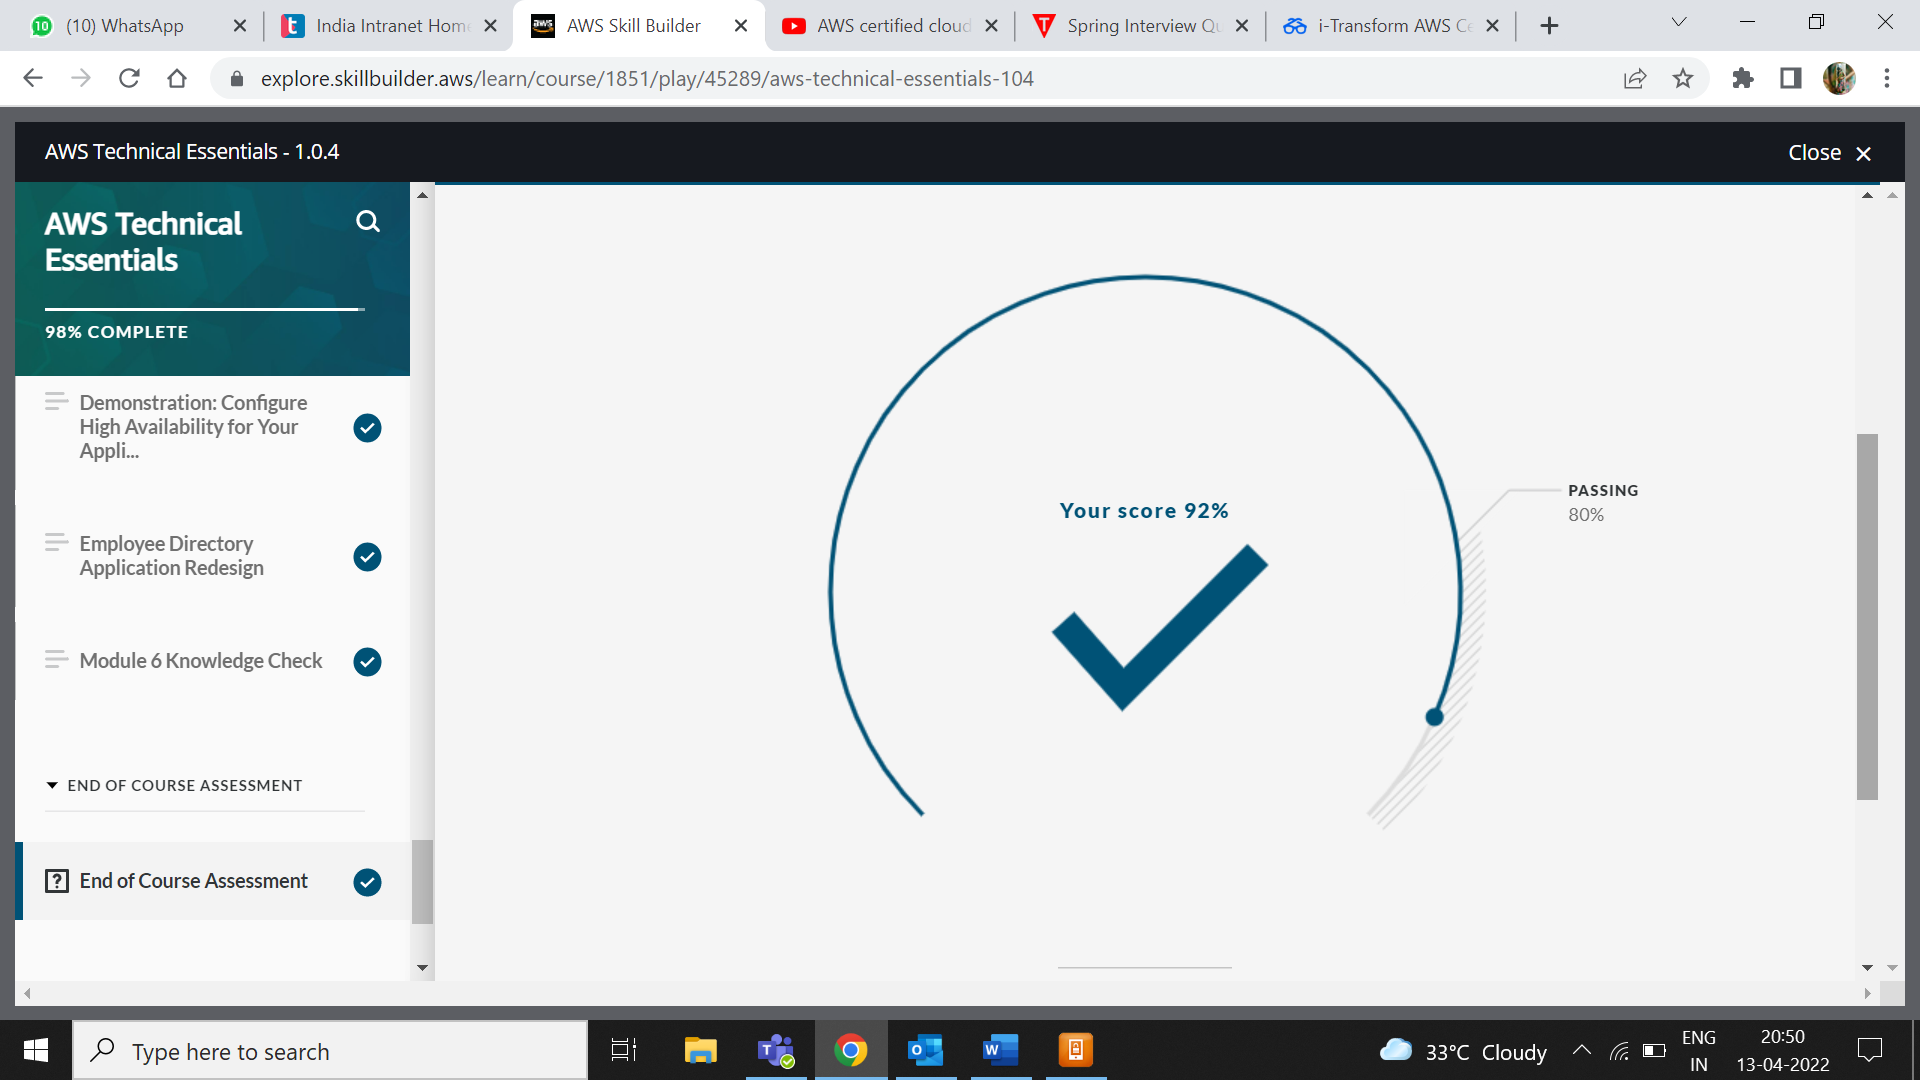 (10) WhatsApp
India Intranet Home
AWS Skill Builder
AWS certified cloud
Spring Interview Qu
i-Transform AWS Ce
explore.skillbuilder.aws/learn/course/1851/play/45289/aws-technical-essentials-104
AWS Technical Essentials - 1.0.4
Close
AWS Technical
Essentials
98% COMPLETE
Demonstration: Configure
High Availability for Your
Appli...
Employee Directory
Application Redesign
Module 6 Knowledge Check
END OF COURSE ASSESSMENT
End of Course Assessment
Your score 92%
PASSING
80%
Type here to search
33°C Cloudy
ENG
IN
20:50
13-04-2022